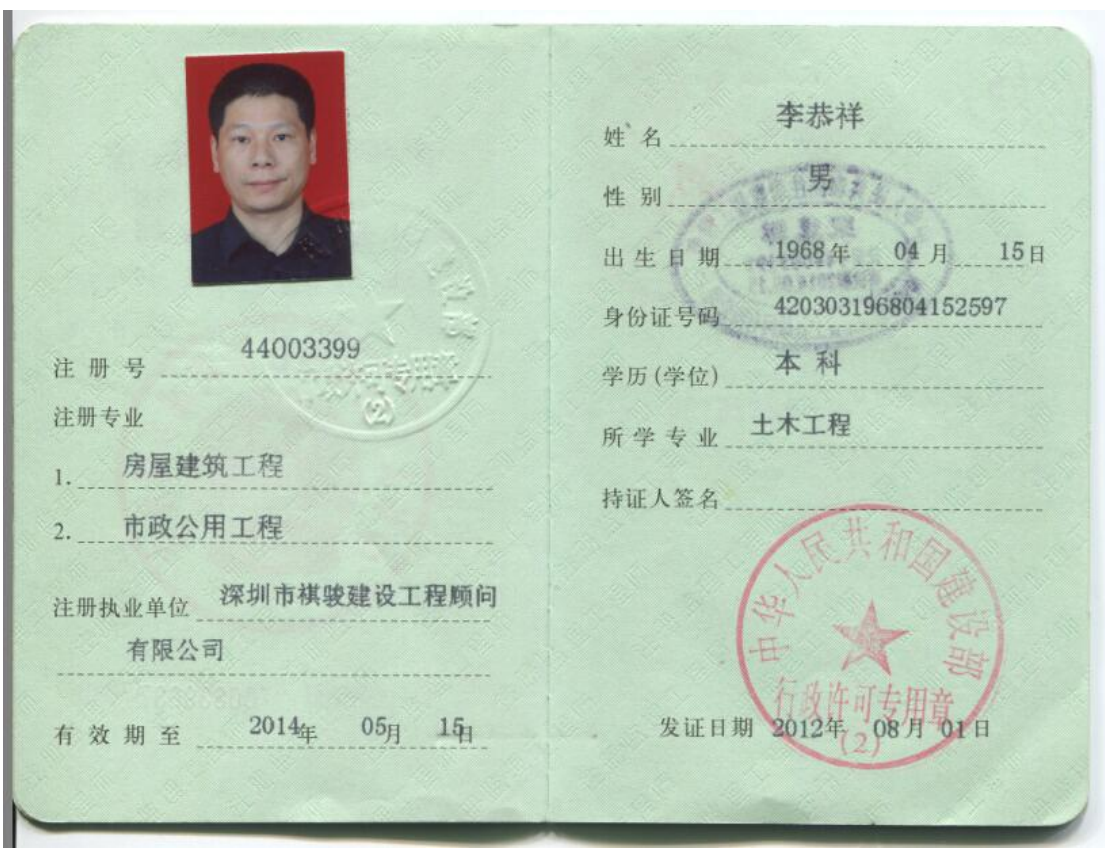 注册号 44003399
注册专业
1. 房屋建筑工程
2. 市政公用工程
注册执业单位 深圳市棋骏建设工程顾问
有限公司
有效期至 2014年 05月 15日
姓名 李恭祥
性别 男
出生日期 1968年 04月 15日
身份证号码 420303196804152597
学历(学位) 本科
所学专业 土木工程
持证人签名
中华人民共和国建设部
行政许可专用章
(2)
发证日期 2012年 08月 01日